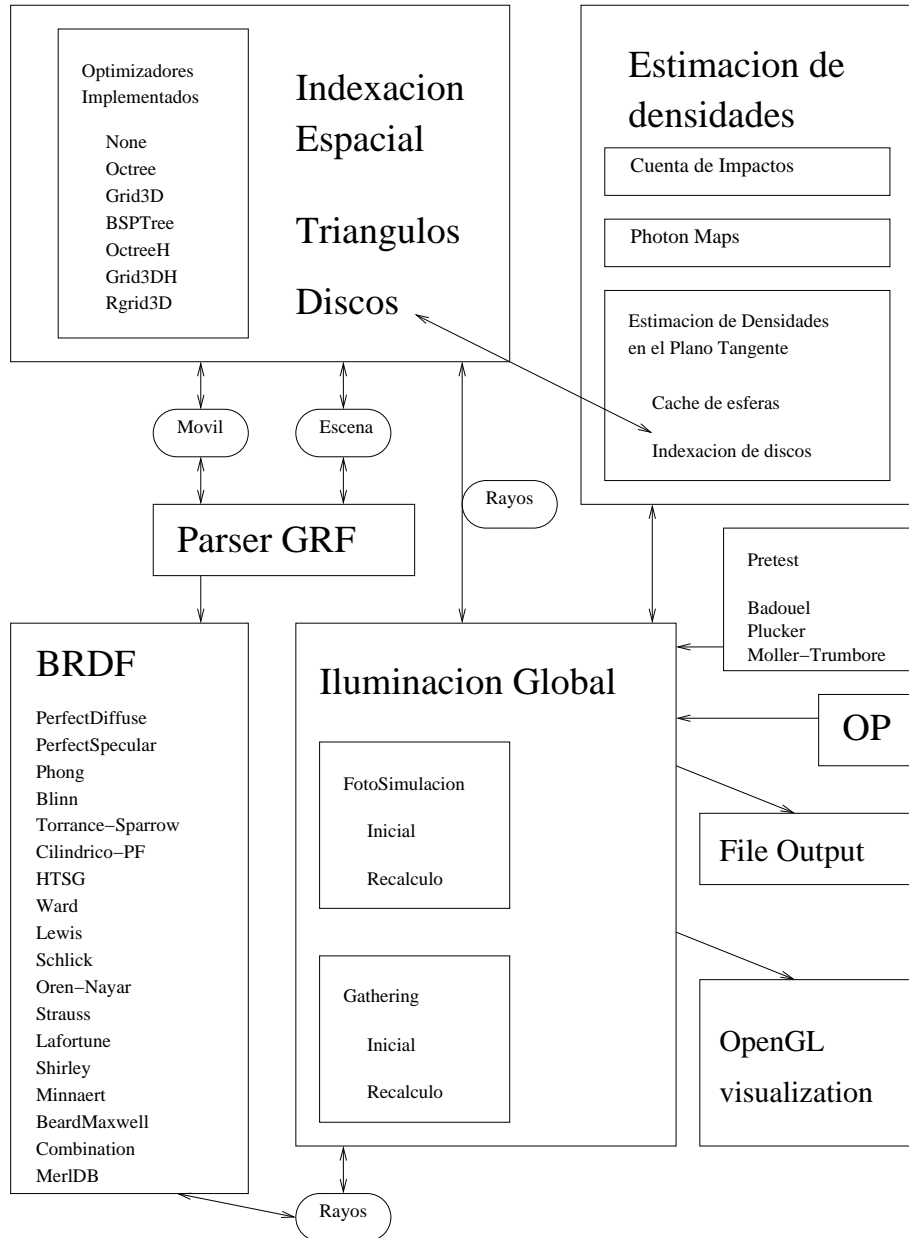 Optimizadores
Implementados
None
Octree
Grid3D
BSPTree
OctreeH
Grid3DH
Rgrid3D
Indexacion
Espacial
Triangulos
Discos
Estimacion de
densidades
Cuenta de Impactos
Photon Maps
Estimacion de Densidades
en el Plano Tangente
Cache de esferas
Indexacion de discos
Movil
Escena
Rayos
Parser GRF
Pretest
Badouel
Plucker
Moller−Trumbore
BRDF
PerfectDiffuse
PerfectSpecular
Phong
Blinn
Torrance−Sparrow
Cilindrico−PF
HTSG
Ward
Lewis
Schlick
Oren−Nayar
Strauss
Lafortune
Shirley
Minnaert
BeardMaxwell
Combination
MerlDB
Iluminacion Global
FotoSimulacion
Inicial
Recalculo
Gathering
Inicial
Recalculo
OP
File Output
OpenGL
visualization
Rayos